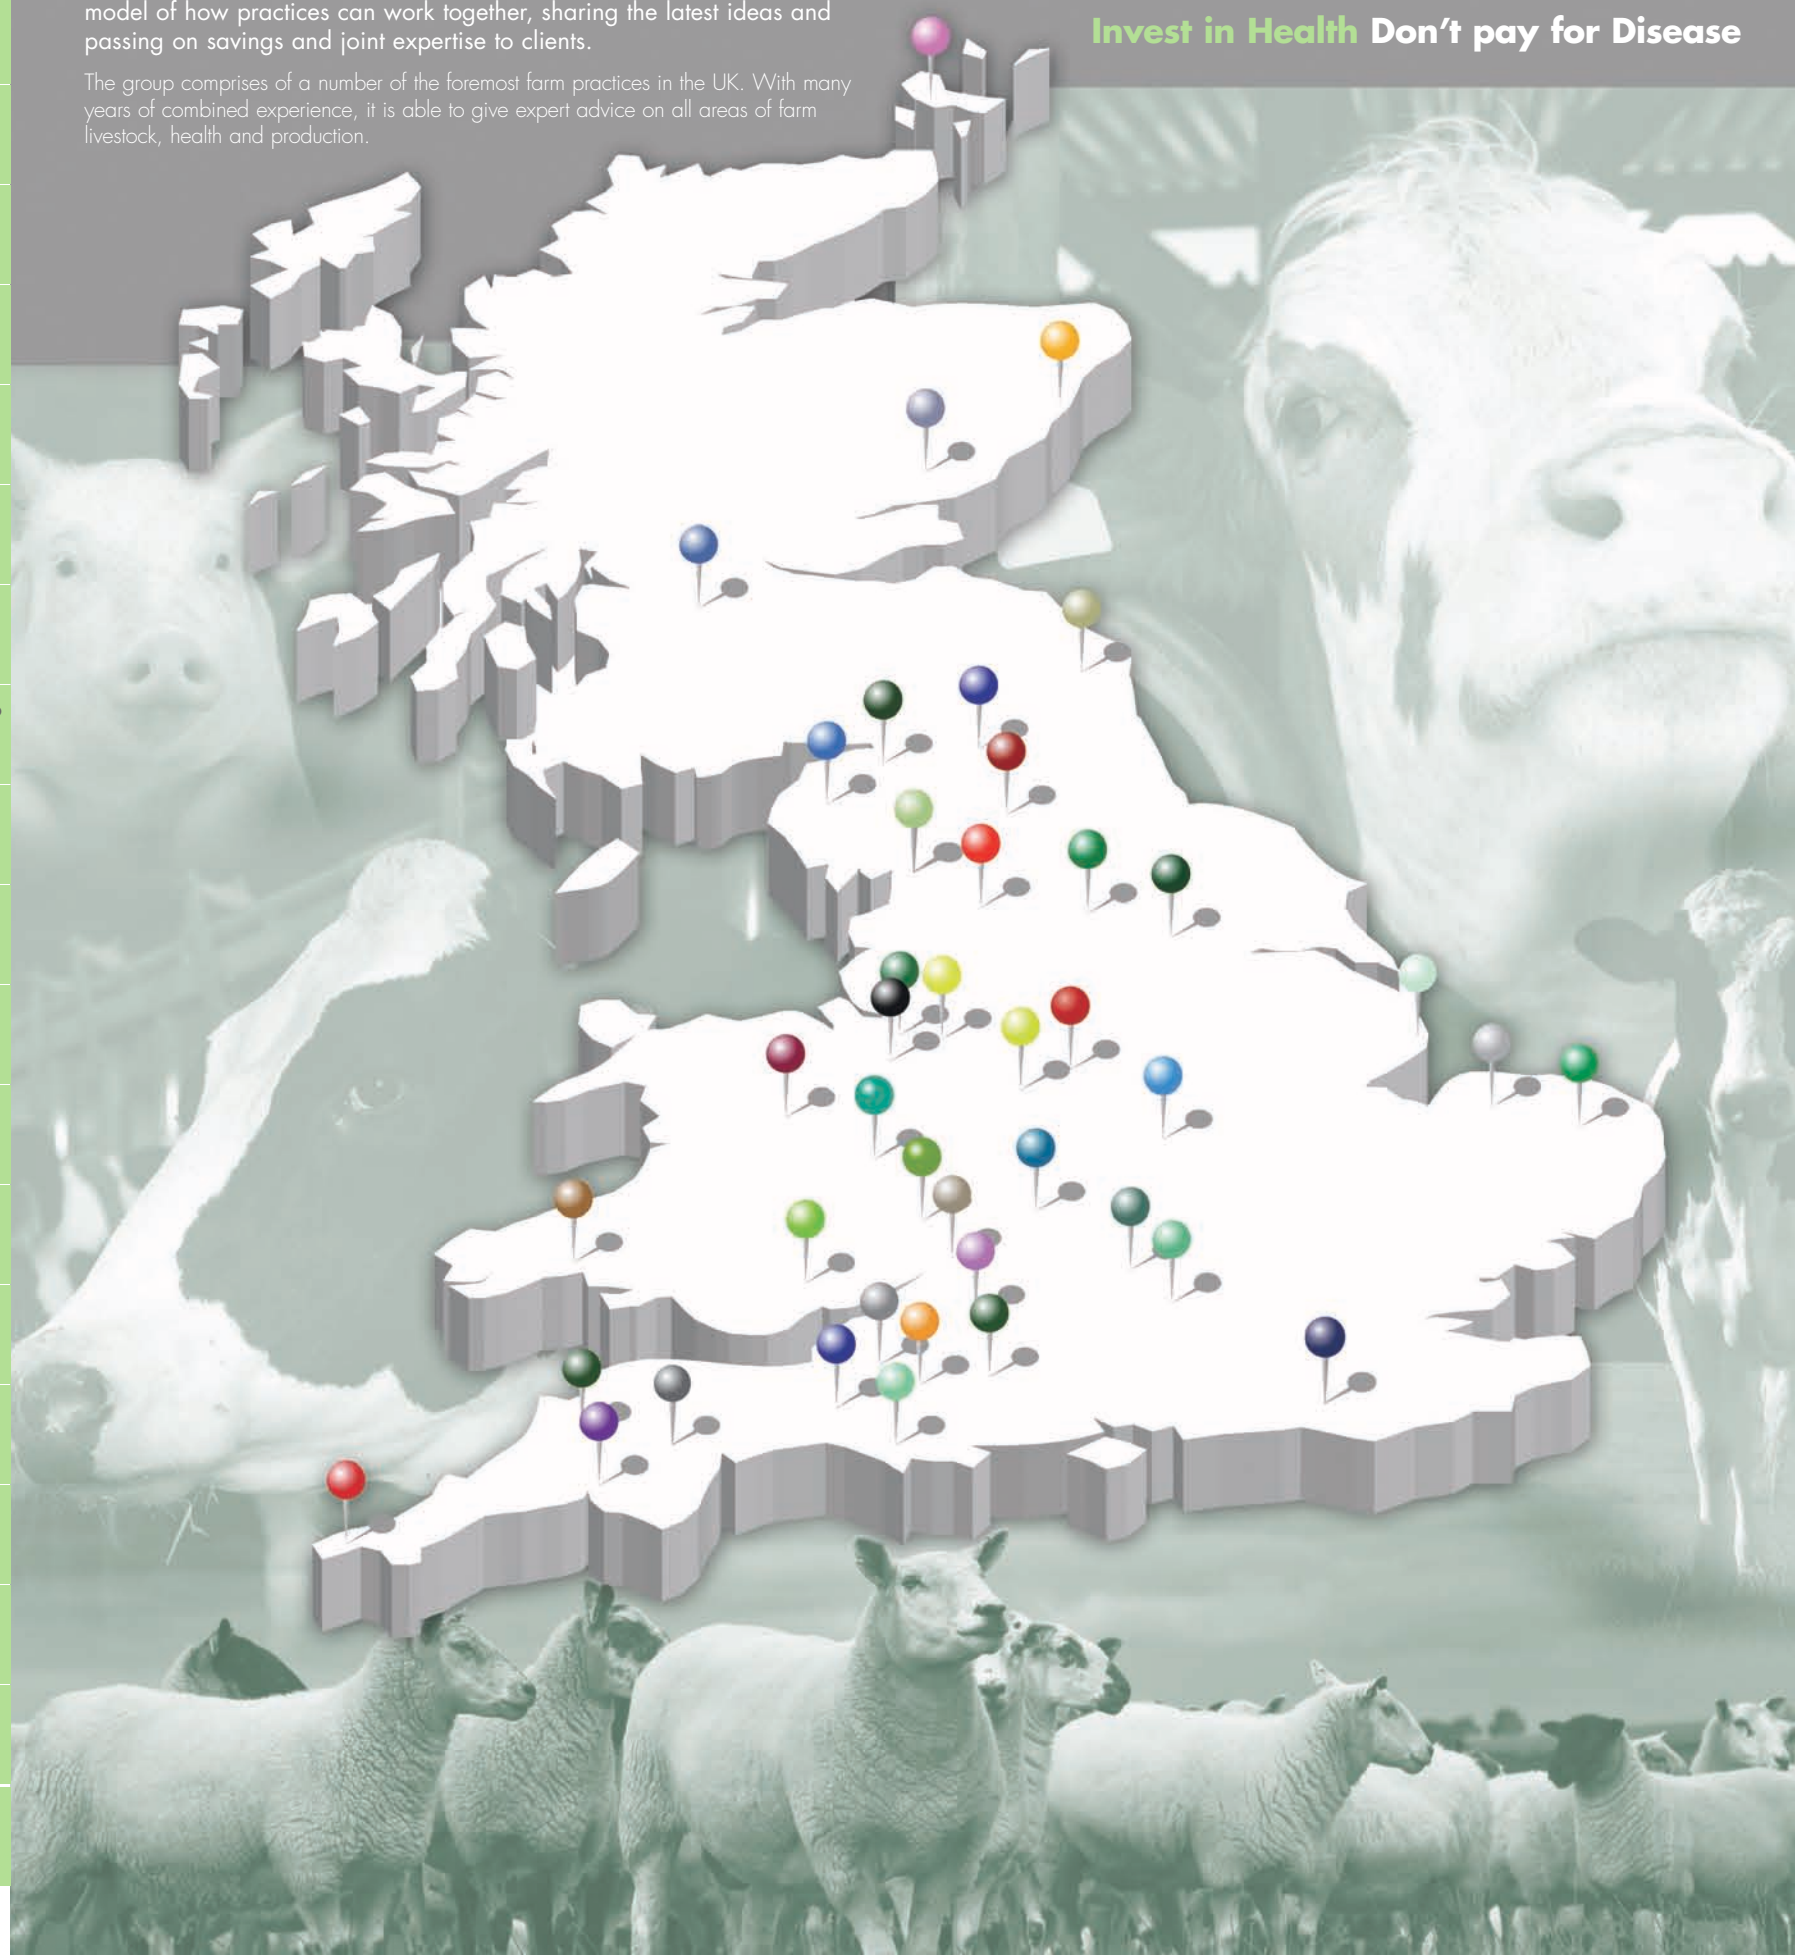 model of how practices can work together, sharing the latest ideas and
passing on savings and joint expertise to clients.
Invest in Health Don't pay for Disease
The group comprises of a number of the foremost farm practices in the UK. With many
years of combined experience, it is able to give expert advice on all areas of farm
livestock, health and production.